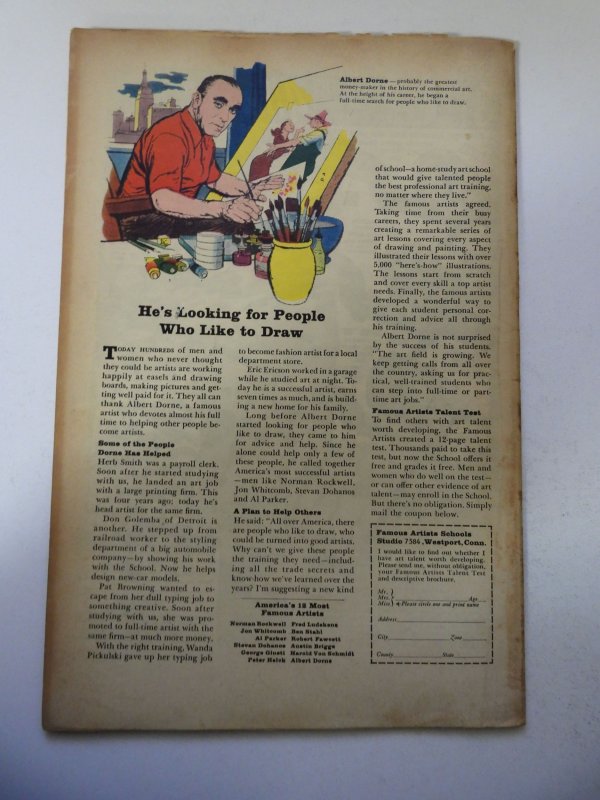 Albert Dorne — probably the greatest
money-maker in the history of commercial art.
At the height of his career, he began a
full-time search for people who like to draw.
He's Looking for People
Who Like to Draw
TODAY HUNDREDS of men and
women who never thought
they could be artists are working
happily at easels and drawing
boards, making pictures and get-
ting well paid for it. They all can
thank Albert Dorne, a famous
artist who devotes almost his full
time to helping other people be-
come artists.
Some of the People
Dorne Has Helped
Herb Smith was a payroll clerk.
Soon after he started studying
with us, he landed an art job
with a large printing firm. This
was four years ago; today he's
head artist for the same firm.
Don Golemba of Detroit is
another. He stepped up from
railroad worker to the styling
department of a big automobile
company—by showing his work
with the School. Now he helps
design new-car models.
Pat Browning wanted to es-
cape from her dull typing job to
something creative. Soon after
studying with us, she was pro-
moted to full-time artist with the
same firm—at much more money.
With the right training, Wanda
Pickulski gave up her typing job
to become fashion artist for a local
department store.
Eric Ericson worked in a garage
while he studied art at night. To-
day he is a successful artist, earns
seven times as much, and is build-
ing a new home for his family.
Long before Albert Dorne
started looking for people who
like to draw, they came to him
for advice and help. Since he
alone could help only a few of
these people, he called together
America's most successful artists
—men like Norman Rockwell,
Jon Whitcomb, Stevan Dohanos
and Al Parker.
A Plan to Help Others
He said: "All over America, there
are people who like to draw, who
could be turned into good artists.
Why can't we give these people
the training they need—includ-
ing all the trade secrets and
know-how we've learned over the
years? I'm suggesting a new kind
America's 12 Most
Famous Artists
Norman Rockwell Fred Ludekens
Jon Whitcomb Ben Stahl
Al Parker Robert Fawcett
Stevan Dohanos Austin Briggs
George Giusti Harold Von Schmidt
Peter Helck Albert Dorne
of school—a home-study art school
that would give talented people
the best professional art training,
no matter where they live."
The famous artists agreed.
Taking time from their busy
careers, they spent several years
creating a remarkable series of
art lessons covering every aspect
of drawing and painting. They
illustrated their lessons with over
5,000 "here's-how" illustrations.
The lessons start from scratch
and cover every skill a top artist
needs. Finally, the famous artists
developed a wonderful way to
give each student personal cor-
rection and advice all through
his training.
Albert Dorne is not surprised
by the success of his students.
"The art field is growing. We
keep getting calls from all over
the country, asking us for prac-
tical, well-trained students who
can step into full-time or part-
time art jobs."
Famous Artists Talent Test
To find others with art talent
worth developing, the Famous
Artists created a 12-page talent
test. Thousands paid to take this
test, but now the School offers it
free and grades it free. Men and
women who do well on the test—
or can offer other evidence of art
talent—may enroll in the School.
But there's no obligation. Simply
mail the coupon below.
Famous Artists Schools
Studio 7386, Westport, Conn.
I would like to find out whether I
have art talent worth developing.
Please send me, without obligation,
your Famous Artists Talent Test
and descriptive brochure.
Mr.
Mrs. Age
Miss Please circle one and print name
Address
City Zone
County State